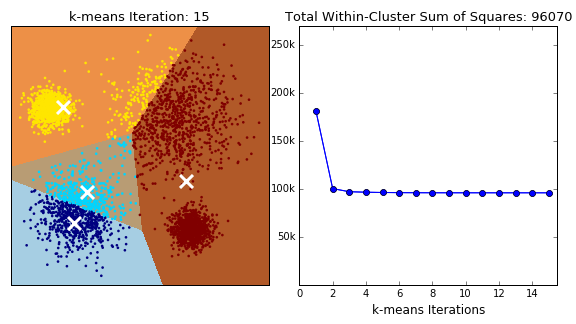 k-means Iteration: 15
Total Within-Cluster Sum of Squares: 96070
250k
200k
150k
100k
50k
0 2 4 6 8 10 12 14
k-means Iterations